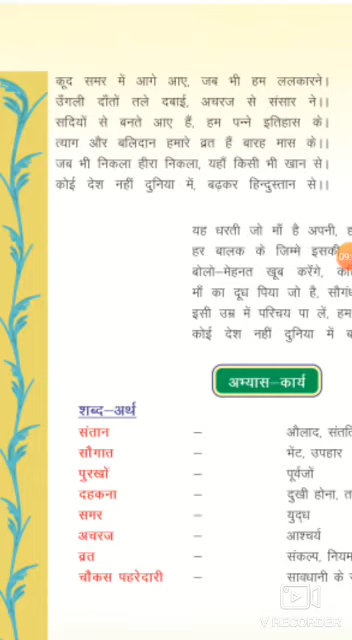 कूद समर में आगे आए, जब भी हम ललकारने।
उँगली दाँतों तले दबाई, अचरज से संसार ने।।
सदियों से बनते आए हैं, हम पन्ने इतिहास के।
त्याग और बलिदान हमारे व्रत हैं बारह मास के।।
जब भी निकला हीरा निकला, यहाँ किसी भी खान से।
कोई देश नहीं दुनिया में, बढ़कर हिन्दुस्तान से।।
यह धरती जो माँ है अपनी,
हर बालक के ज़िम्मे इसकी
09:
बोलो–मेहनत खूब करेंगे,
माँ का दूध पिया जो है,
इसी उम्र में परिचय पा लें, हम
कोई देश नहीं दुनिया में
अभ्यास–कार्य
शब्द–अर्थ
संतान – औलाद,
सौगात – भेंट, उपहार
पुरखों – पूर्वजों
दहकना – दुखी होना,
समर – युद्ध
अचरज – आश्चर्य
व्रत – संकल्प, नियम
चौकस पहरेदारी – सावधानी के
V RECORDER